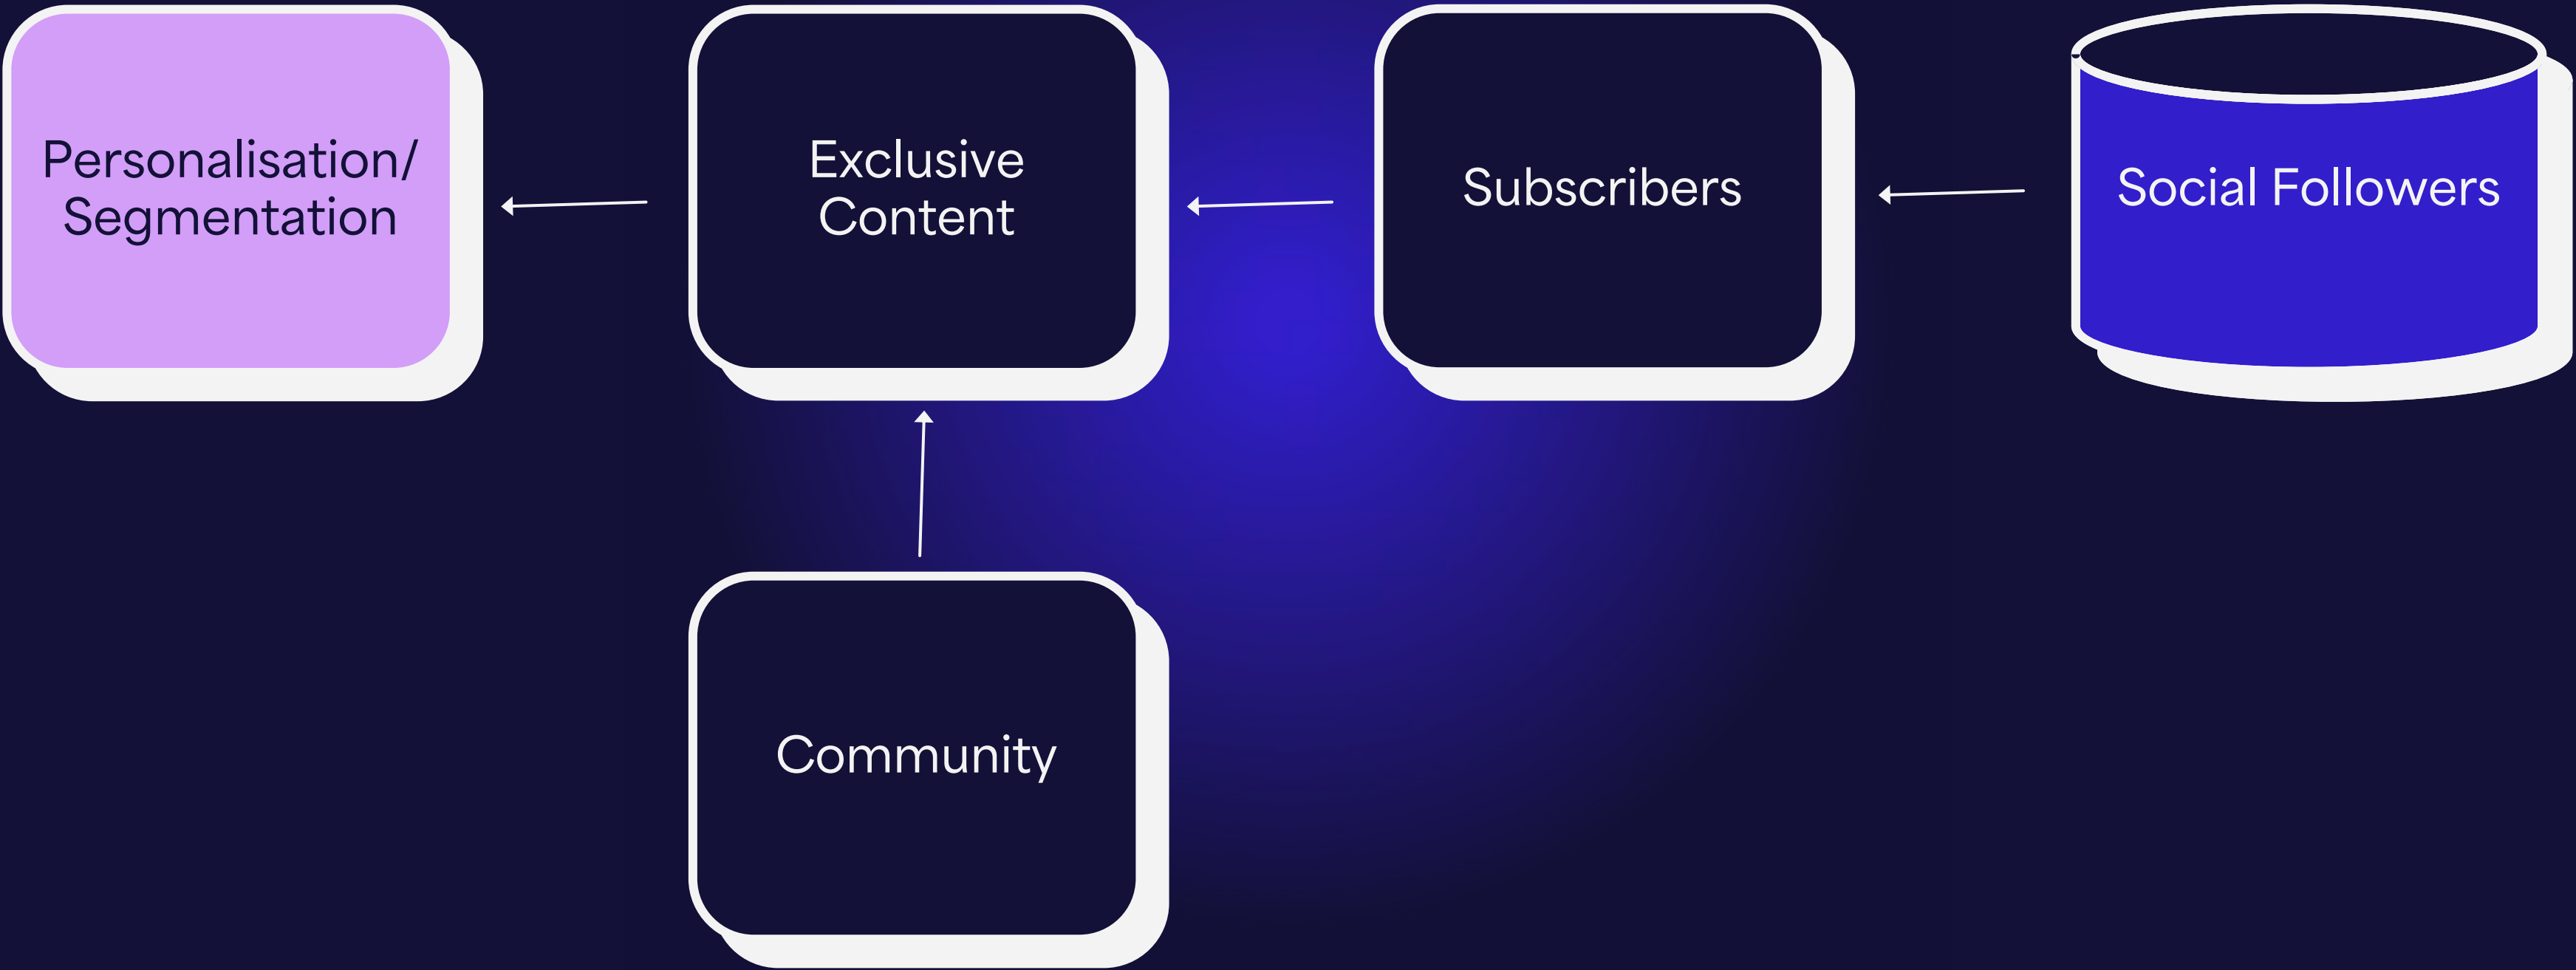 Personalisation/
Segmentation
Exclusive
Content
Subscribers
Social Followers
Community